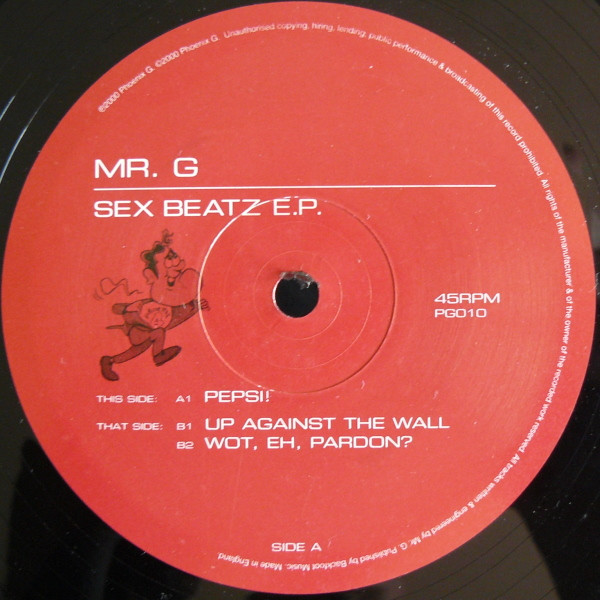 ℗2000 Phoenix G. ©2000 Phoenix G. Unauthorised copying, hiring, lending, public performance & broadcasting of this record prohibited. All rights of the manufacturer & of the owner of the recorded work reserved. All tracks written & engineered by Mr. G. Published by Backfoot Music. Made in England.
MR. G
SEX BEATZ E.P.
45RPM
PG010
THIS SIDE: A1 PEPSI!
THAT SIDE: B1 UP AGAINST THE WALL
B2 WOT, EH, PARDON?
SIDE A